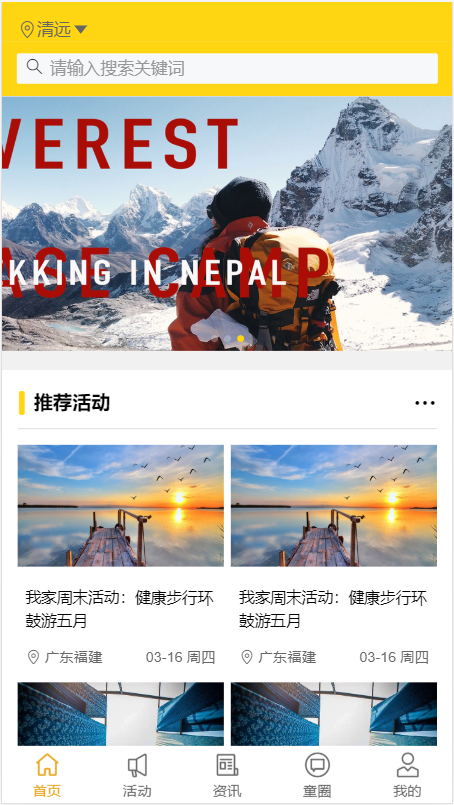 清远
请输入搜索关键词
VEREST
ACE CAMP
KKING IN NEPAL
推荐活动
我家周末活动：健康步行环
鼓游五月
广东福建 03-16 周四
我家周末活动：健康步行环
鼓游五月
广东福建 03-16 周四
首页 活动 资讯 童圈 我的